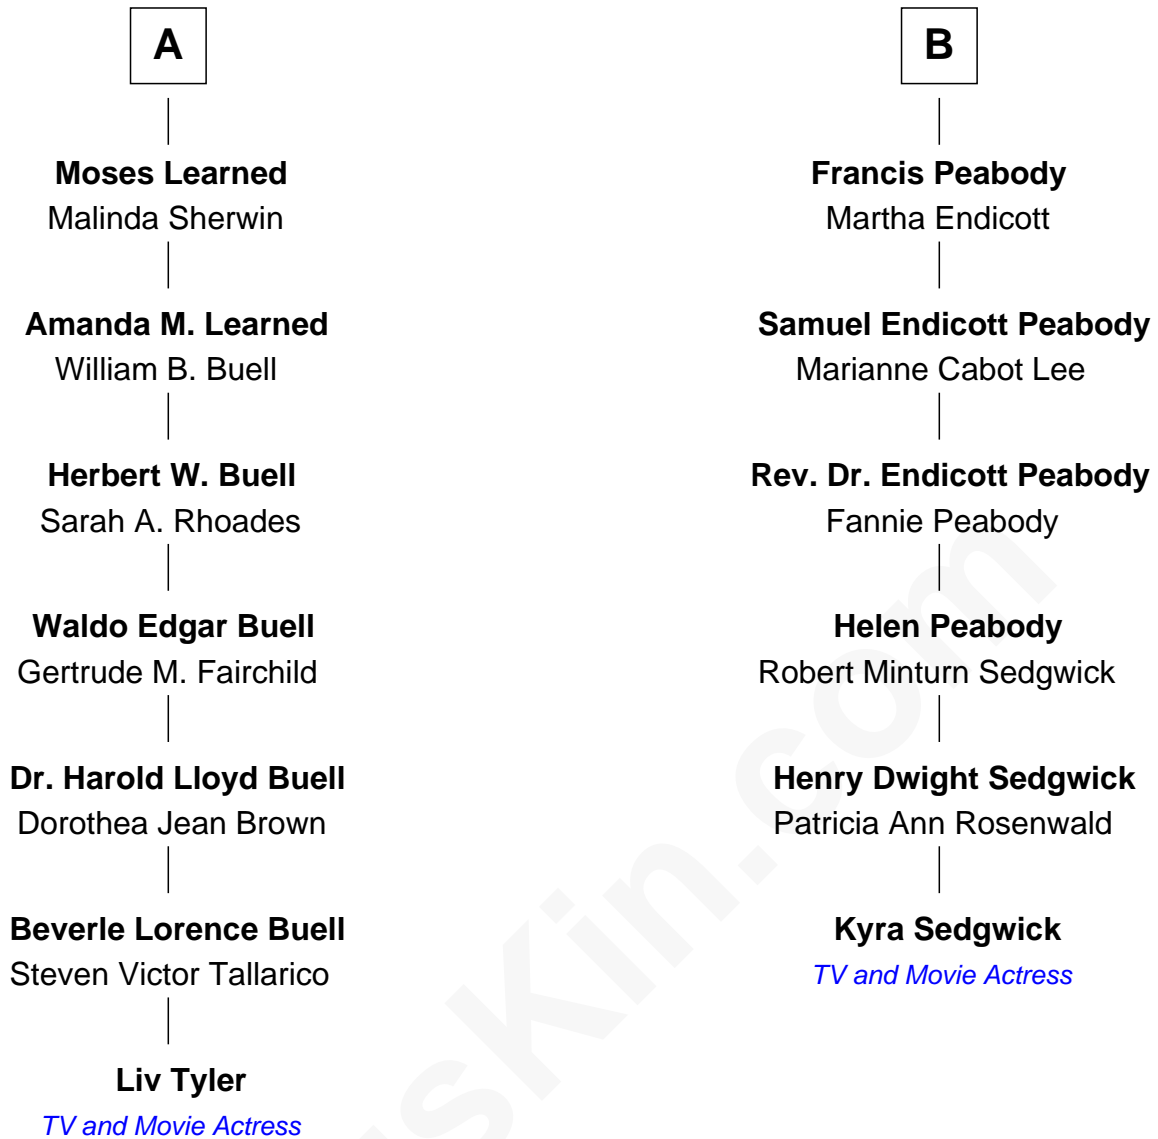 A
Moses Learned
Malinda Sherwin
Amanda M. Learned
William B. Buell
Herbert W. Buell
Sarah A. Rhoades
Waldo Edgar Buell
Gertrude M. Fairchild
Dr. Harold Lloyd Buell
Dorothea Jean Brown
Beverle Lorence Buell
Steven Victor Tallarico
Liv Tyler
TV and Movie Actress
B
Francis Peabody
Martha Endicott
Samuel Endicott Peabody
Marianne Cabot Lee
Rev. Dr. Endicott Peabody
Fannie Peabody
Helen Peabody
Robert Minturn Sedgwick
Henry Dwight Sedgwick
Patricia Ann Rosenwald
Kyra Sedgwick
TV and Movie Actress
sKin.com